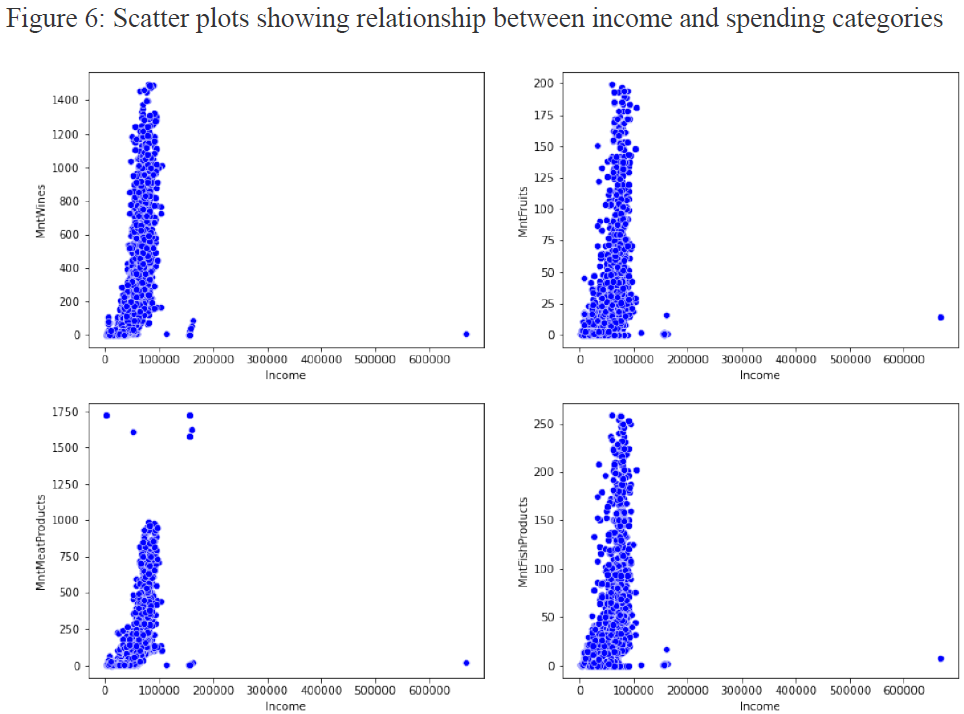 Figure 6: Scatter plots showing relationship between income and spending categories
1400
1200
1000
800
600
400
200
0
MntWines
0 100000 200000 300000 400000 500000 600000
Income
200
175
150
125
100
75
50
25
0
MntFruits
0 100000 200000 300000 400000 500000 600000
Income
1750
1500
1250
1000
750
500
250
0
MntMeatProducts
0 100000 200000 300000 400000 500000 600000
Income
250
200
150
100
50
0
MntFishProducts
0 100000 200000 300000 400000 500000 600000
Income